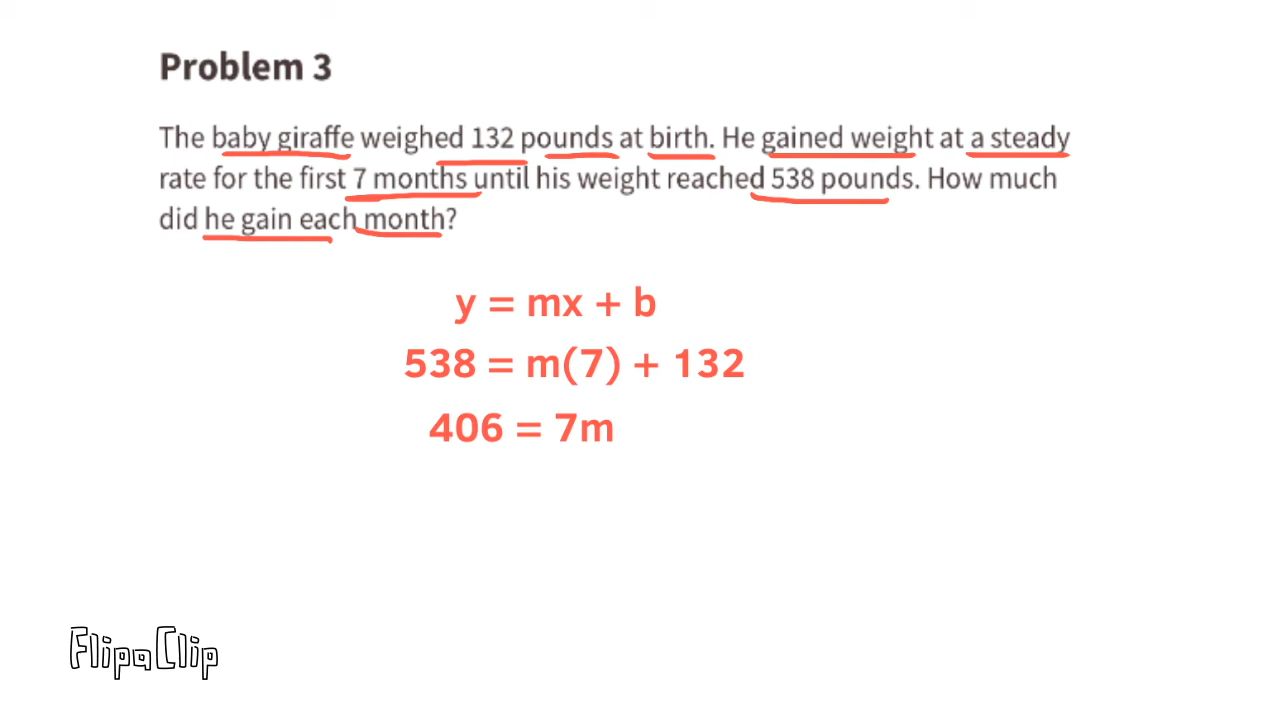 Problem 3
The baby giraffe weighed 132 pounds at birth. He gained weight at a steady
rate for the first 7 months until his weight reached 538 pounds. How much
did he gain each month?
y = mx + b
538 = m(7) + 132
406 = 7m
FlipaClip